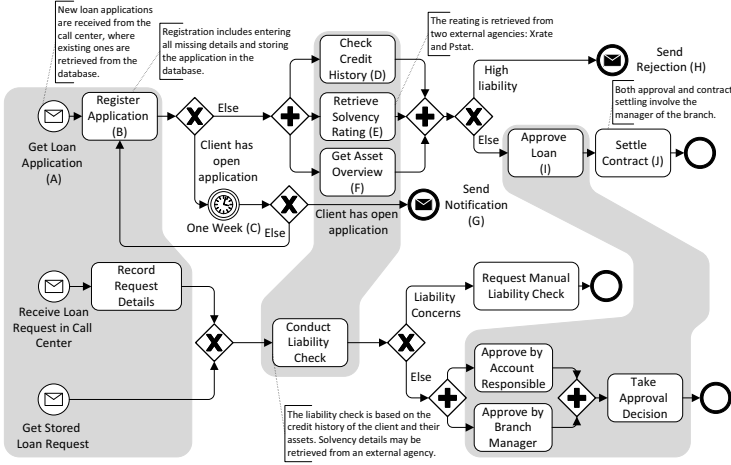 New loan applications
are received from the
call center, where
existing ones are
retrieved from the
database.
Registration includes entering
all missing details and storing
the application in the
database.
The reating is retrieved from
two external agencies: Xrate
and Pstat.
Check
Credit
History (D)
Send
Rejection (H)
High
liability
Both approval and contract
settling involve the
manager of the branch.
Register
Application
(B)
Else
Retrieve
Solvency
Rating (E)
Get Loan
Application
(A)
Client has
open
application
Get Asset
Overview
(F)
Else
Approve
Loan
(I)
Settle
Contract (J)
One Week (C)
Else
Client has open
application
Send
Notification
(G)
Record
Request
Details
Receive Loan
Request in Call
Center
Request Manual
Liability Check
Liability
Concerns
Conduct
Liability
Check
Else
Approve by
Account
Responsible
Approve by
Branch
Manager
Take
Approval
Decision
Get Stored
Loan Request
The liability check is based on the
credit history of the client and their
assets. Solvency details may be
retrieved from an external agency.